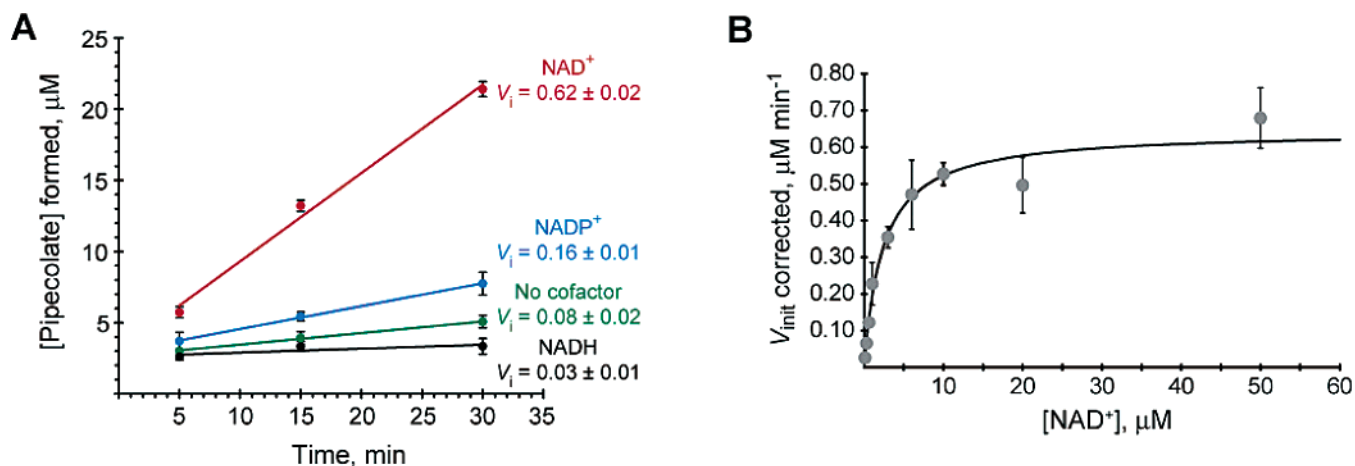 A
25
20
15
10
5
5 10 15 20 25 30 35
[Pipecolate] formed, μM
Time, min
NAD⁺
Vᵢ = 0.62 ± 0.02
NADP⁺
Vᵢ = 0.16 ± 0.01
No cofactor
Vᵢ = 0.08 ± 0.02
NADH
Vᵢ = 0.03 ± 0.01
B
0.80
0.70
0.60
0.50
0.40
0.30
0.20
0.10
10 20 30 40 50 60
V_init corrected, μM min⁻¹
[NAD⁺], μM